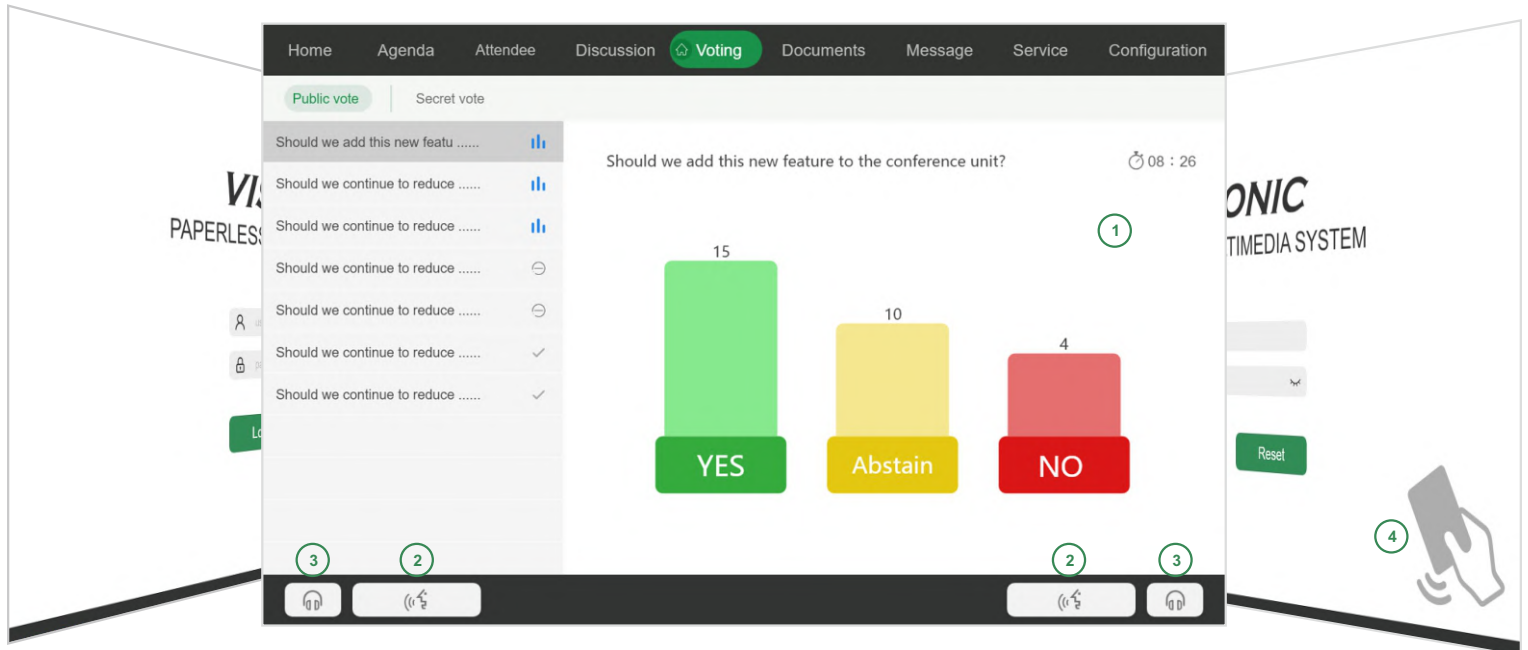 Home Agenda Attendee Discussion Voting Documents Message Service Configuration
Public vote Secret vote
Should we add this new featu ......
Should we continue to reduce ......
Should we continue to reduce ......
Should we continue to reduce ......
Should we continue to reduce ......
Should we continue to reduce ......
Should we continue to reduce ......
Should we add this new feature to the conference unit?
08 : 26
1
15
10
4
YES
Abstain
NO
3
2
2
3
VIS
PAPERLESS
Lo
ONIC
TIMEDIA SYSTEM
Reset
4